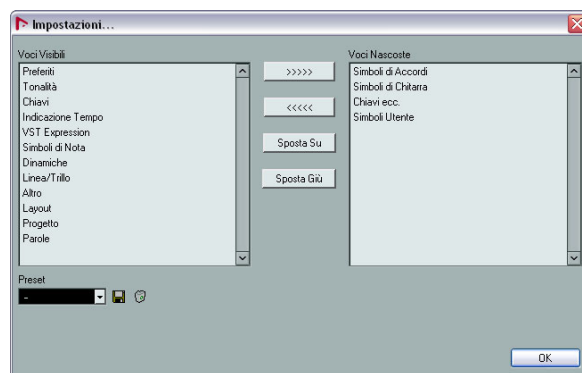 Impostazioni...
Voci Visibili
Preferiti
Tonalità
Chiavi
Indicazione Tempo
VST Expression
Simboli di Nota
Dinamiche
Linea/Trillo
Altro
Layout
Progetto
Parole
>>>>>
<<<<<
Sposta Su
Sposta Giù
Voci Nascoste
Simboli di Accordi
Simboli di Chitarra
Chiavi ecc.
Simboli Utente
Preset
-
OK